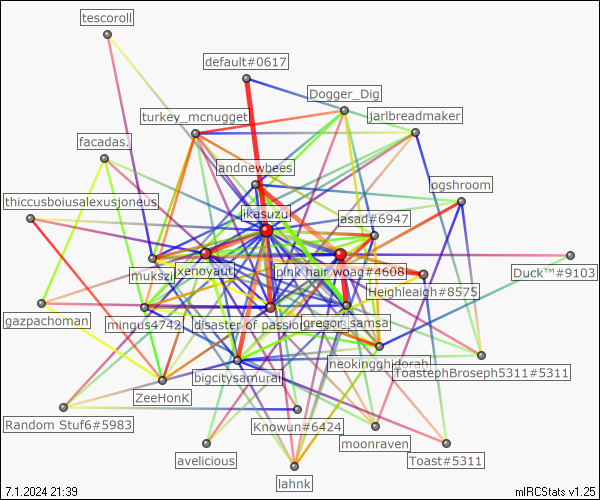 tescoroll
default#0617
Dogger_Dig
turkey_mcnugget
jarlbreadmaker
facadas.
andnewbees
thiccusboiusalexusjoneus
ogshroom
ikasuzu
asad#6947
mukszi
xenoyaut
pink hair woag#4608
Duck™#9103
Heighleaigh#8575
gazpachoman
mingus4742
disaster of passion
gregor_samsa
neokingghidorah
bigcitysamurai
ToastephBroseph5311#5311
ZeeHonK
Random Stuf6#5983
Knowun#6424
moonraven
avelicious
Toast#5311
lahnk
7.1.2024 21:39
mIRCStats v1.25